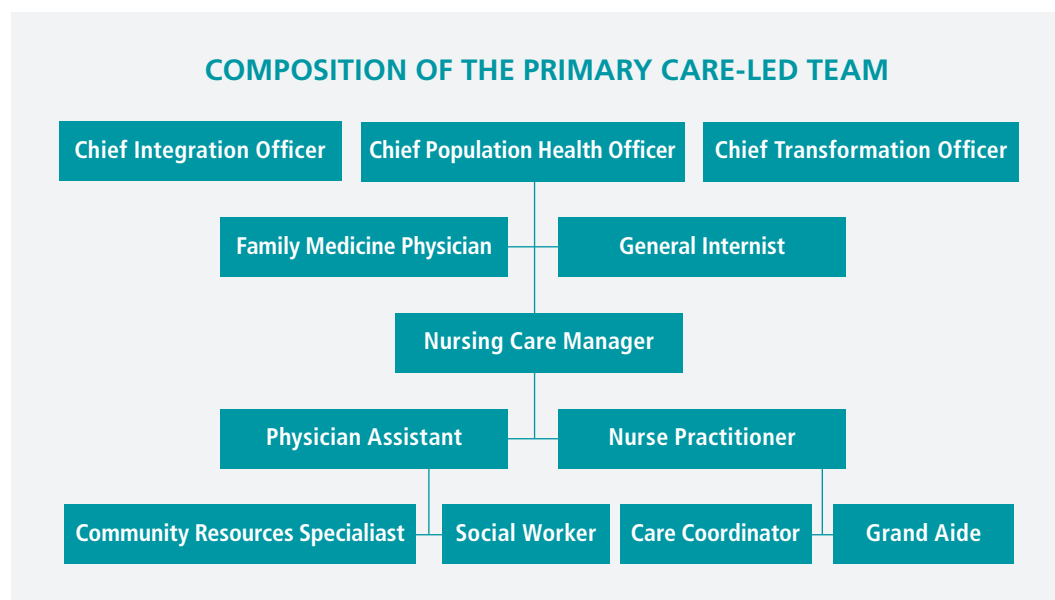 COMPOSITION OF THE PRIMARY CARE-LED TEAM
Chief Integration Officer
Chief Population Health Officer
Chief Transformation Officer
Family Medicine Physician
General Internist
Nursing Care Manager
Physician Assistant
Nurse Practitioner
Community Resources Specialiast
Social Worker
Care Coordinator
Grand Aide